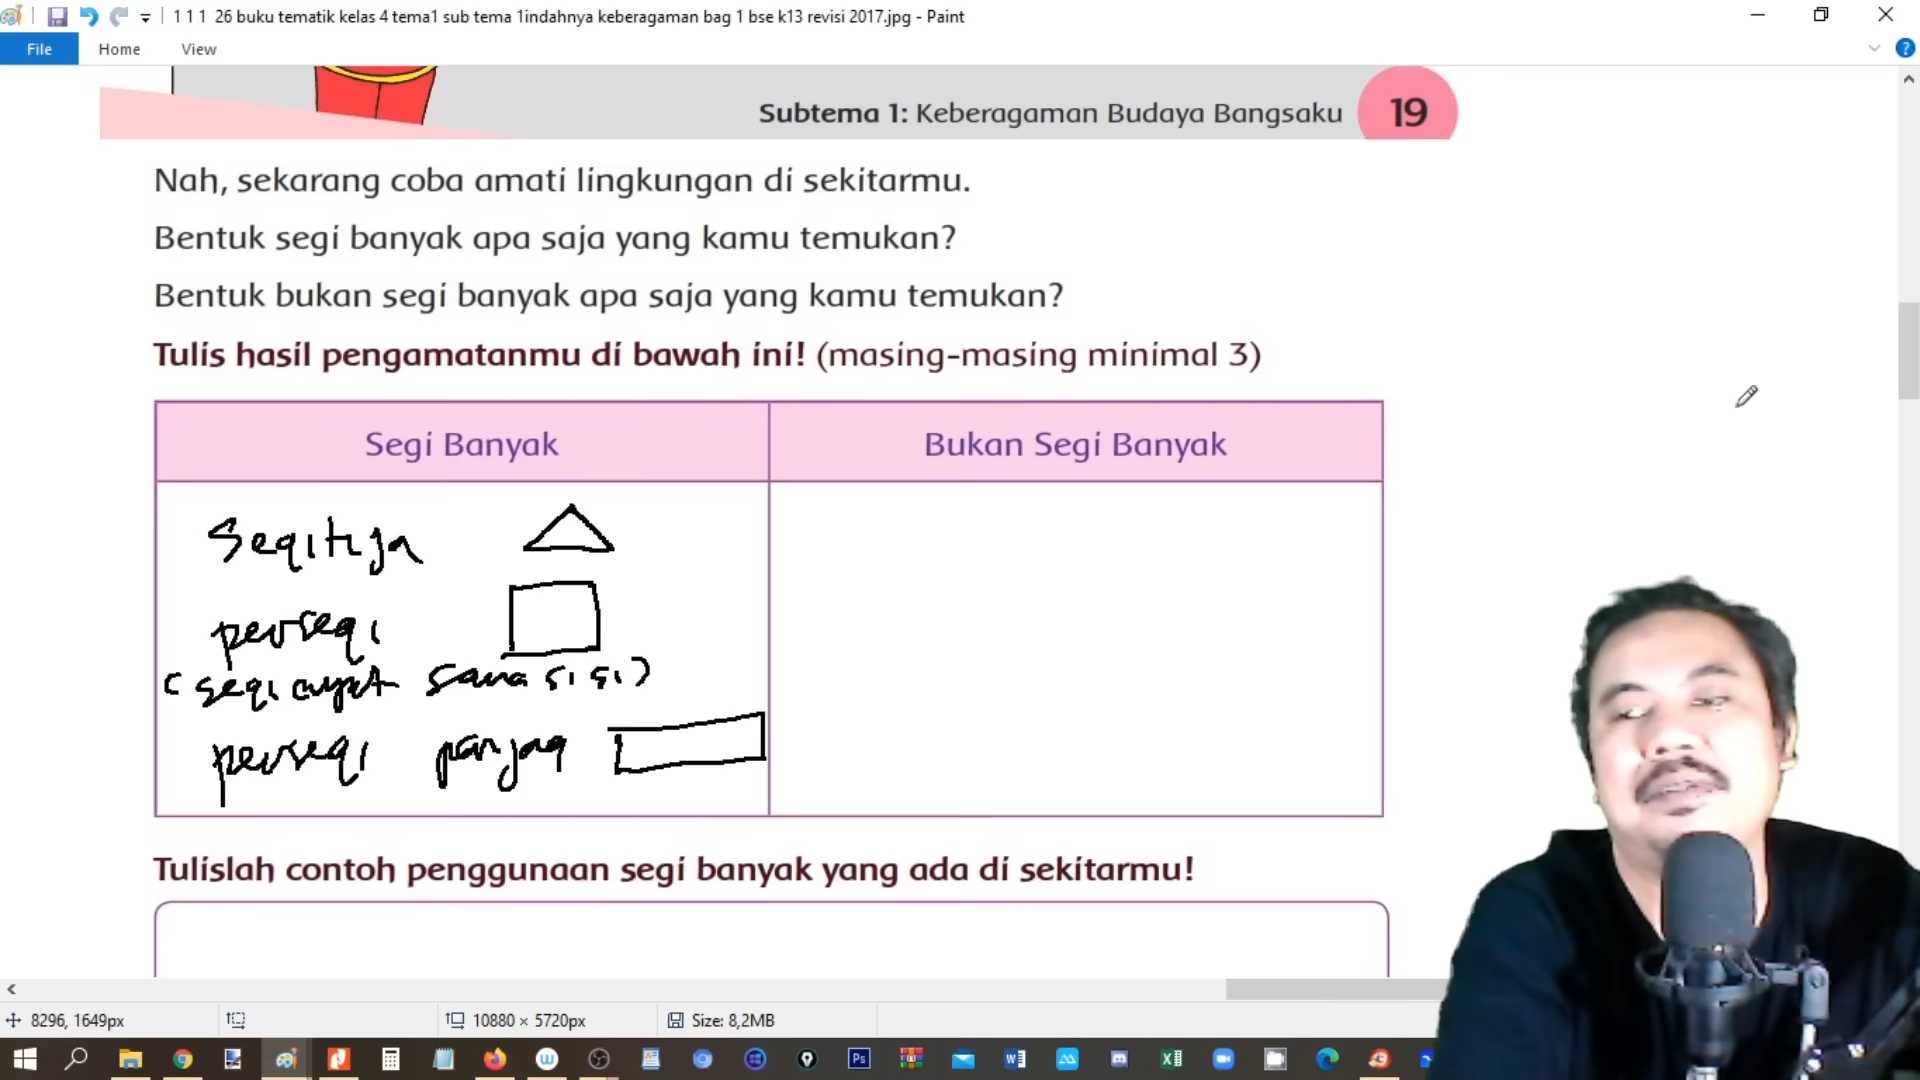 1 1 1 26 buku tematik kelas 4 tema1 sub tema 1indahnya keberagaman bag 1 bse k13 revisi 2017.jpg - Paint
File Home View
Subtema 1: Keberagaman Budaya Bangsaku 19
Nah, sekarang coba amati lingkungan di sekitarmu.
Bentuk segi banyak apa saja yang kamu temukan?
Bentuk bukan segi banyak apa saja yang kamu temukan?
Tulis hasil pengamatanmu di bawah ini! (masing-masing minimal 3)
Segi Banyak Bukan Segi Banyak
segitiga
persegi
(segi empat sama sisi)
persegi panjang
Tulislah contoh penggunaan segi banyak yang ada di sekitarmu!
8296, 1649px 10880 × 5720px Size: 8,2MB